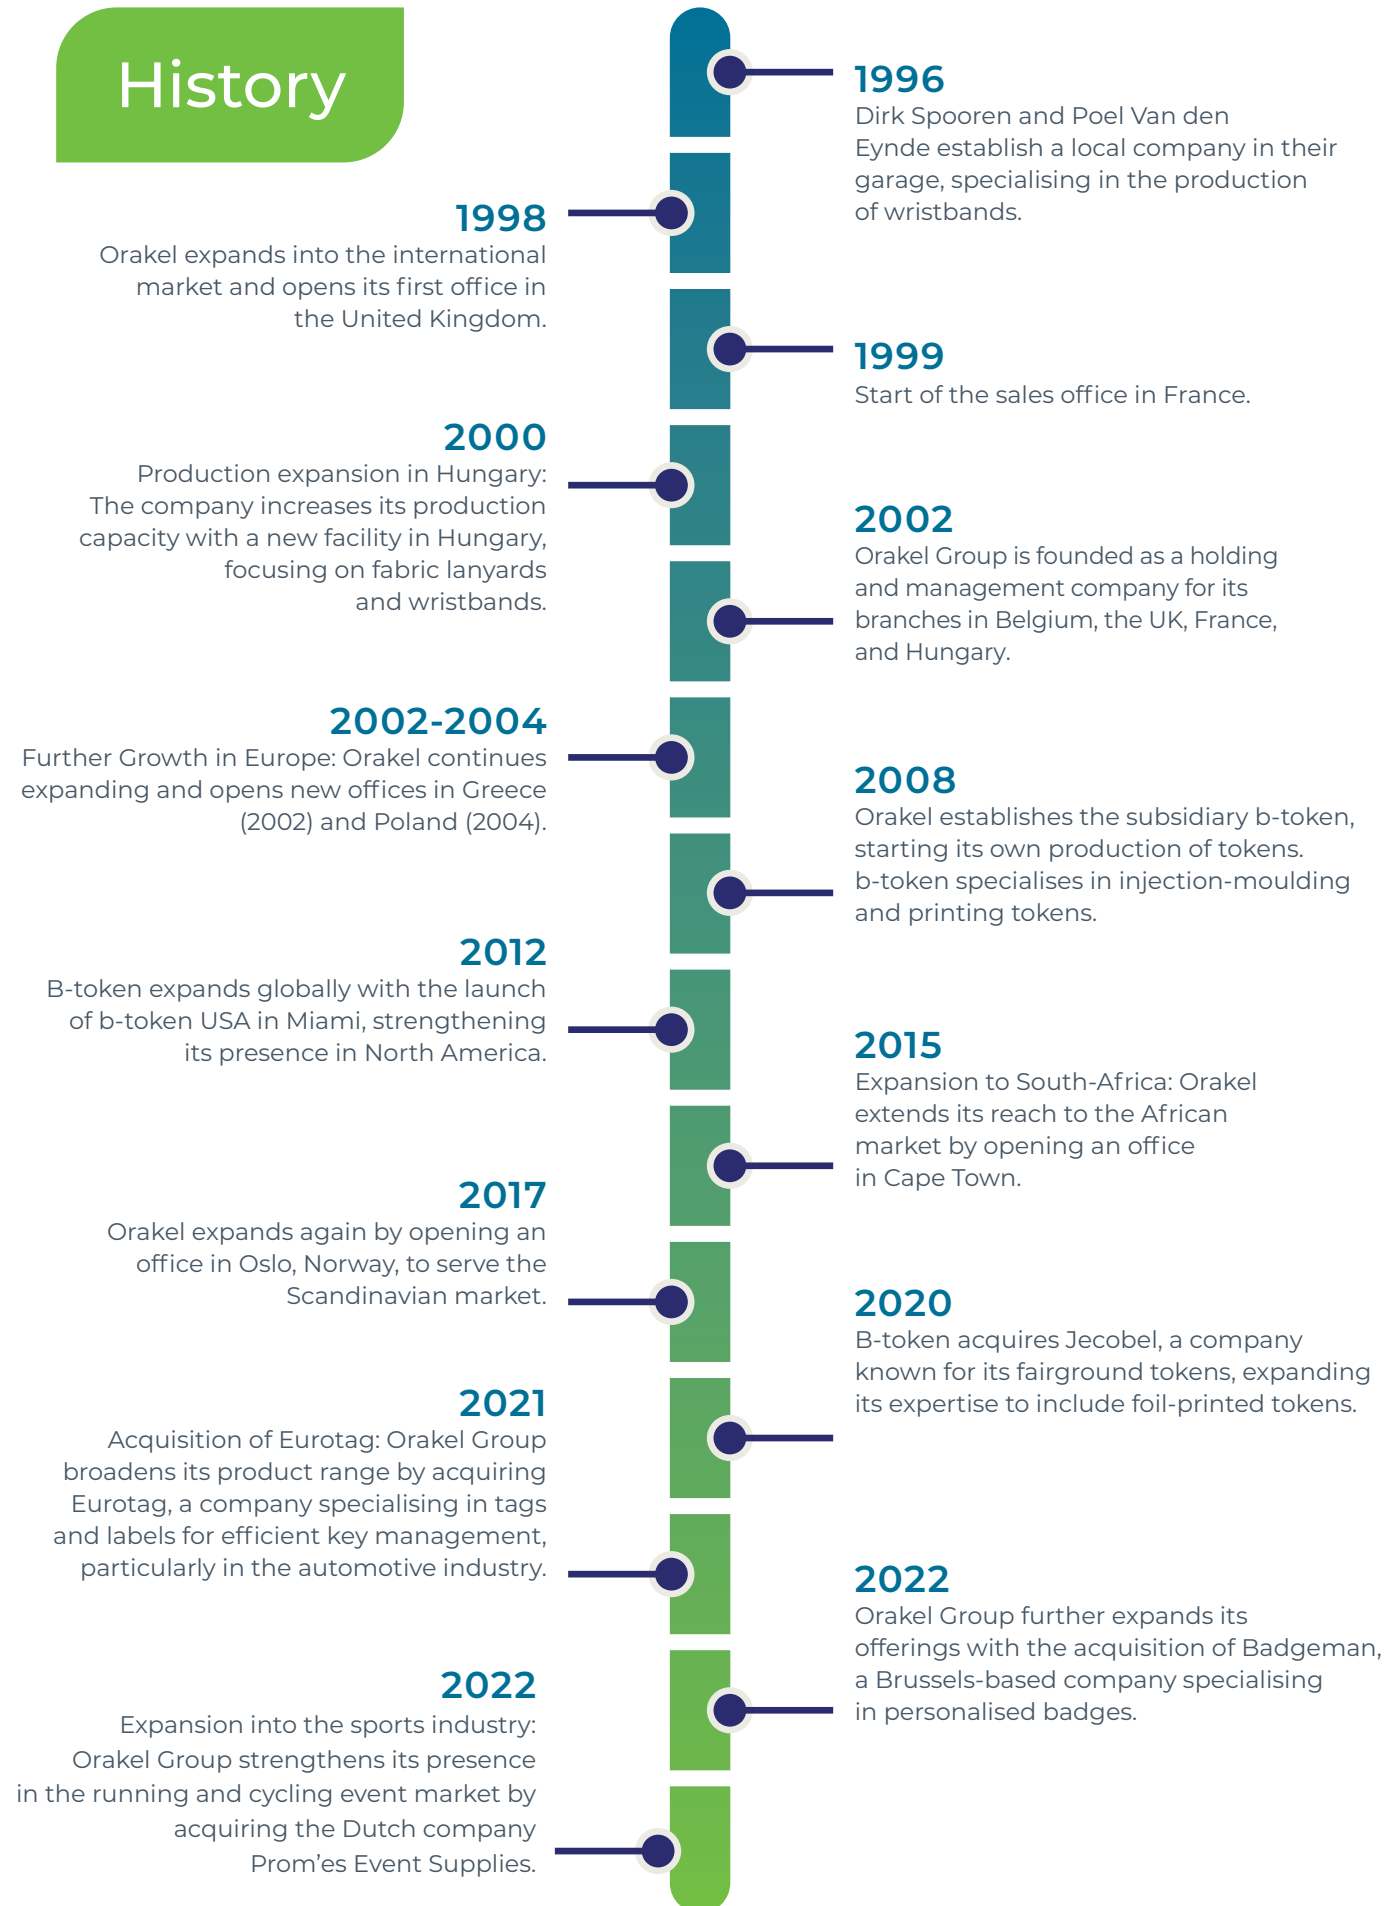 History
1996
Dirk Spooren and Poel Van den
Eynde establish a local company in their
garage, specialising in the production
of wristbands.
1998
Orakel expands into the international
market and opens its first office in
the United Kingdom.
1999
Start of the sales office in France.
2000
Production expansion in Hungary:
The company increases its production
capacity with a new facility in Hungary,
focusing on fabric lanyards
and wristbands.
2002
Orakel Group is founded as a holding
and management company for its
branches in Belgium, the UK, France,
and Hungary.
2002-2004
Further Growth in Europe: Orakel continues
expanding and opens new offices in Greece
(2002) and Poland (2004).
2008
Orakel establishes the subsidiary b-token,
starting its own production of tokens.
b-token specialises in injection-moulding
and printing tokens.
2012
B-token expands globally with the launch
of b-token USA in Miami, strengthening
its presence in North America.
2015
Expansion to South-Africa: Orakel
extends its reach to the African
market by opening an office
in Cape Town.
2017
Orakel expands again by opening an
office in Oslo, Norway, to serve the
Scandinavian market.
2020
B-token acquires Jecobel, a company
known for its fairground tokens, expanding
its expertise to include foil-printed tokens.
2021
Acquisition of Eurotag: Orakel Group
broadens its product range by acquiring
Eurotag, a company specialising in tags
and labels for efficient key management,
particularly in the automotive industry.
2022
Orakel Group further expands its
offerings with the acquisition of Badgeman,
a Brussels-based company specialising
in personalised badges.
2022
Expansion into the sports industry:
Orakel Group strengthens its presence
in the running and cycling event market by
acquiring the Dutch company
Prom’es Event Supplies.